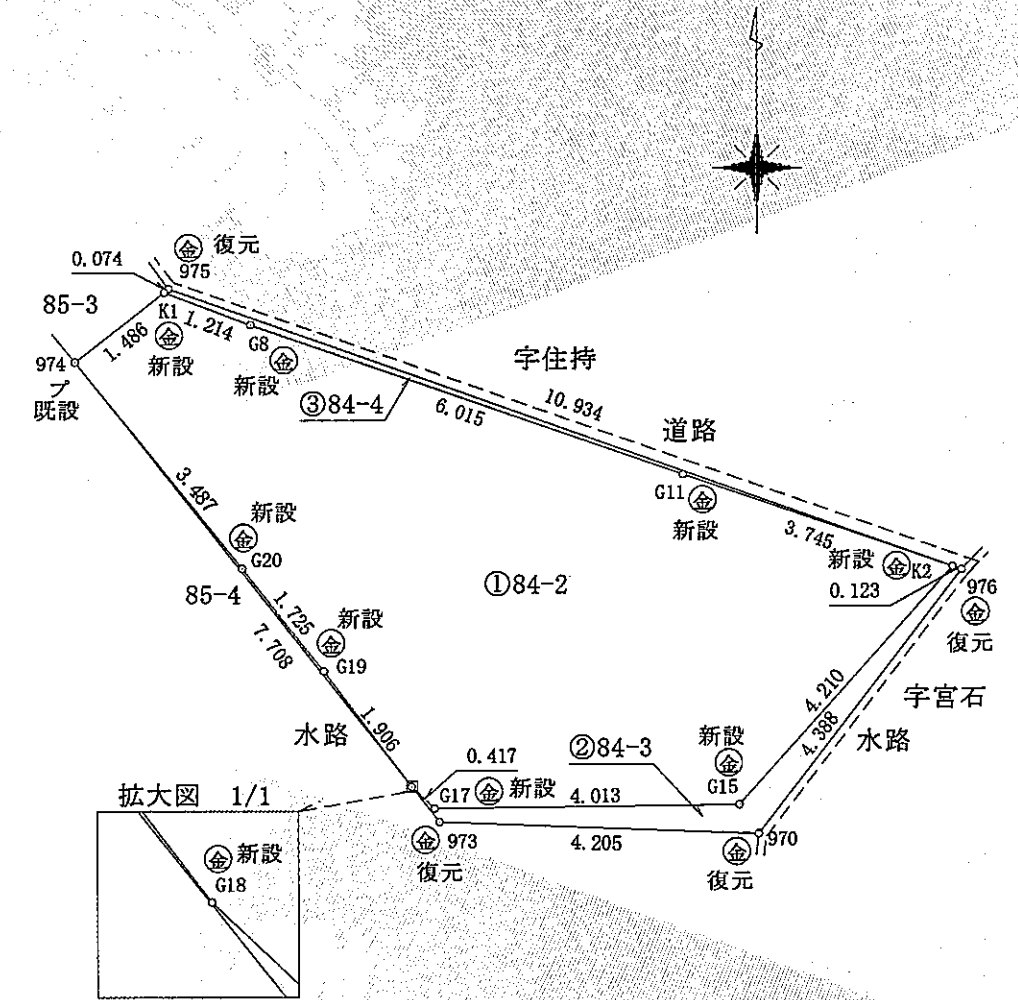 金 復元
975
0.074
85-3
K1
金
新設
1.486
1.214
G8
金
新設
974
プ
既設
字住持
③84-4
6.015
10.934
道路
G11
金
新設
3.745
新設 金 K2
0.123
976
金
復元
3.487
新設
金
G20
①84-2
85-4
1.725
7.708
新設
金
G19
4.210
4.388
字宮石
水路
水路
1.906
0.417
②84-3
新設
金
G15
G17 金 新設
4.013
拡大図 1/1
金 973
復元
4.205
金 970
復元
金 新設
G18